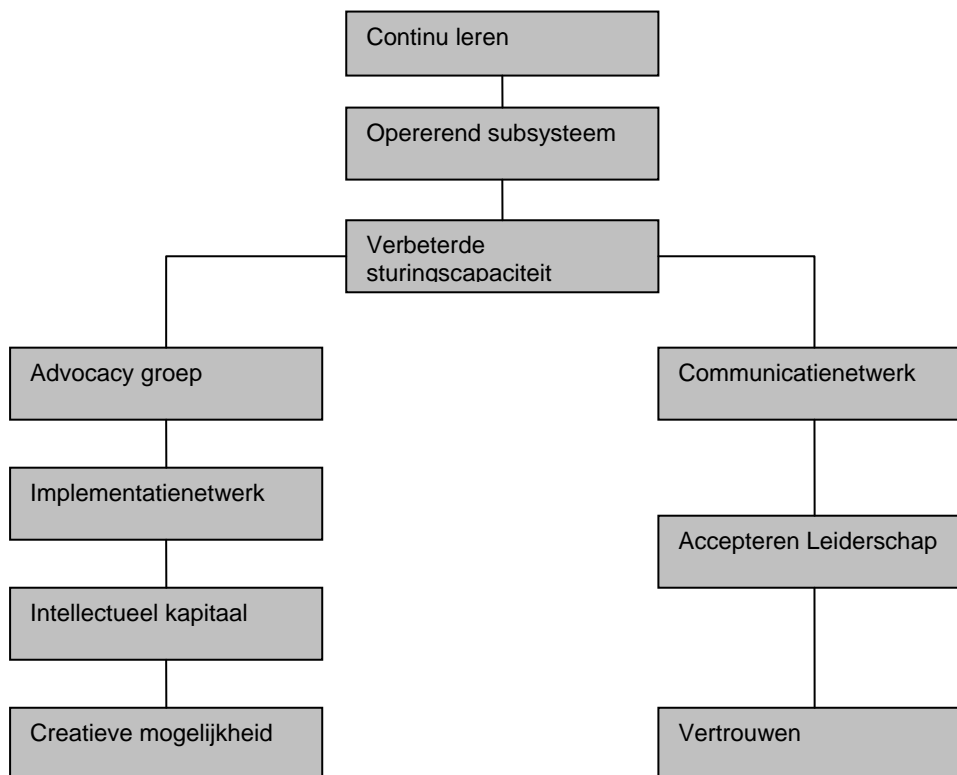 Continu leren
Opererend subsysteem
Verbeterde
sturingscapaciteit
Advocacy groep
Communicatienetwerk
Implementatienetwerk
Accepteren Leiderschap
Intellectueel kapitaal
Creatieve mogelijkheid
Vertrouwen